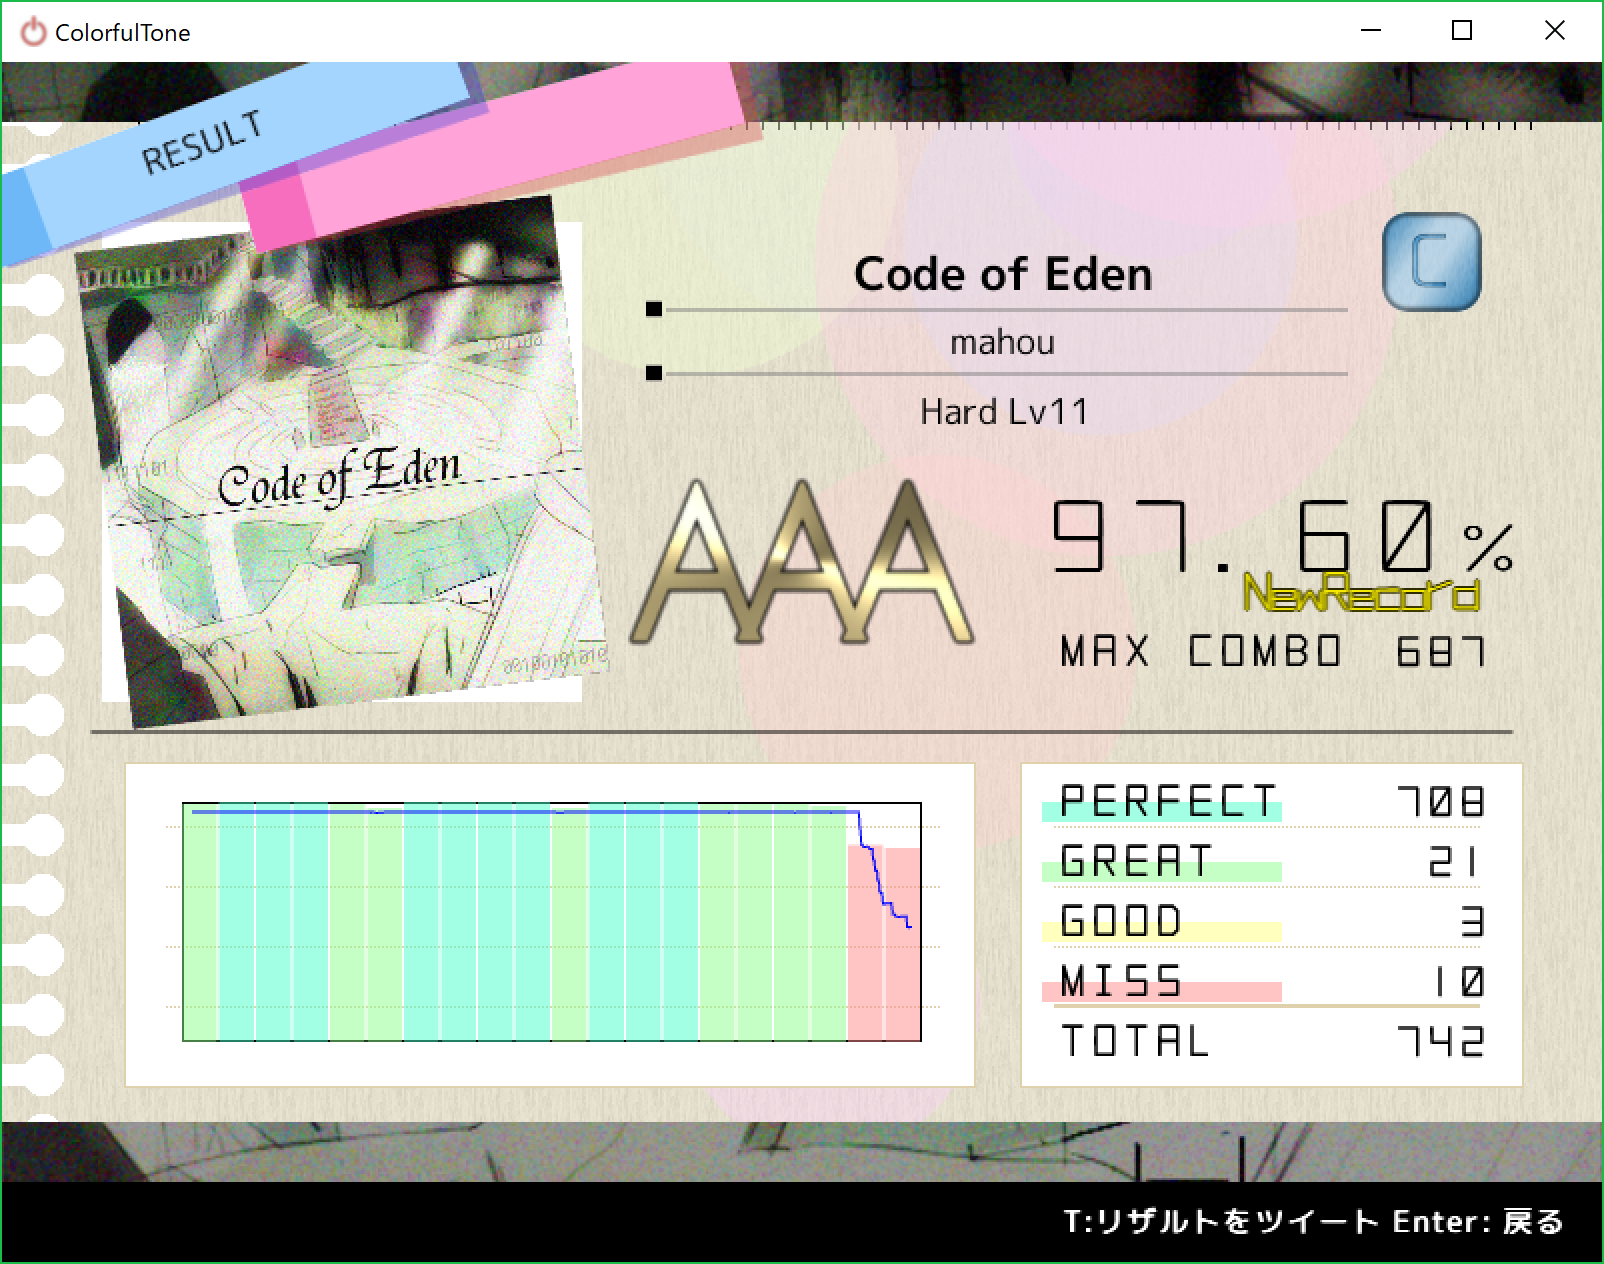 ColorfulTone
RESULT
Code of Eden
mahou
Hard Lv11
C
Code of Eden
AAA
97.60%
NewRecord
MAX COMBO 687
PERFECT 708
GREAT 21
GOOD 3
MISS 10
TOTAL 742
T:リザルトをツイート Enter: 戻る